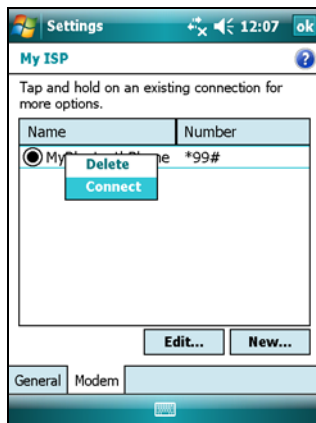 Settings 12:07 ok
My ISP ?
Tap and hold on an existing connection for
more options.
Name Number
*99#
Delete
Connect
Edit... New...
General Modem